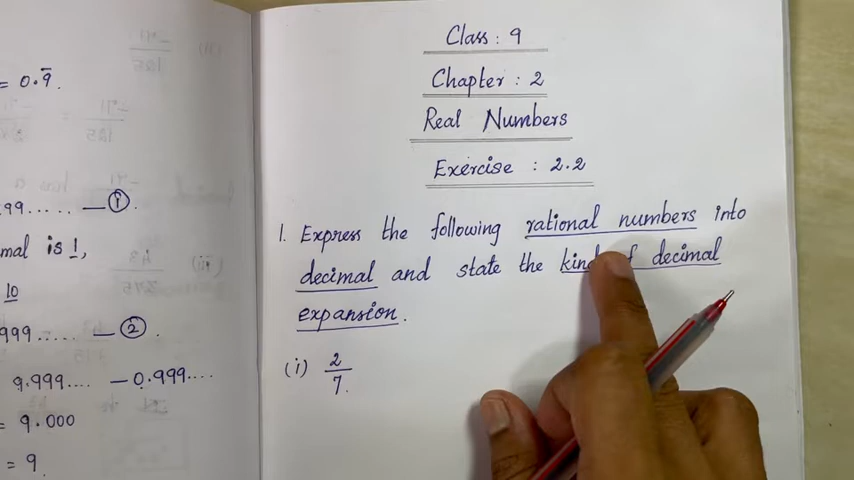 = 0.9̅.
99...... — ①.
mal is 1,
10
999...... — ②
9.999.... — 0.999....
= 9.000
= 9
Class : 9
Chapter : 2
Real Numbers
Exercise : 2.2
1. Express the following rational numbers into
decimal and state the kind of decimal
expansion.
(i) 2/7.